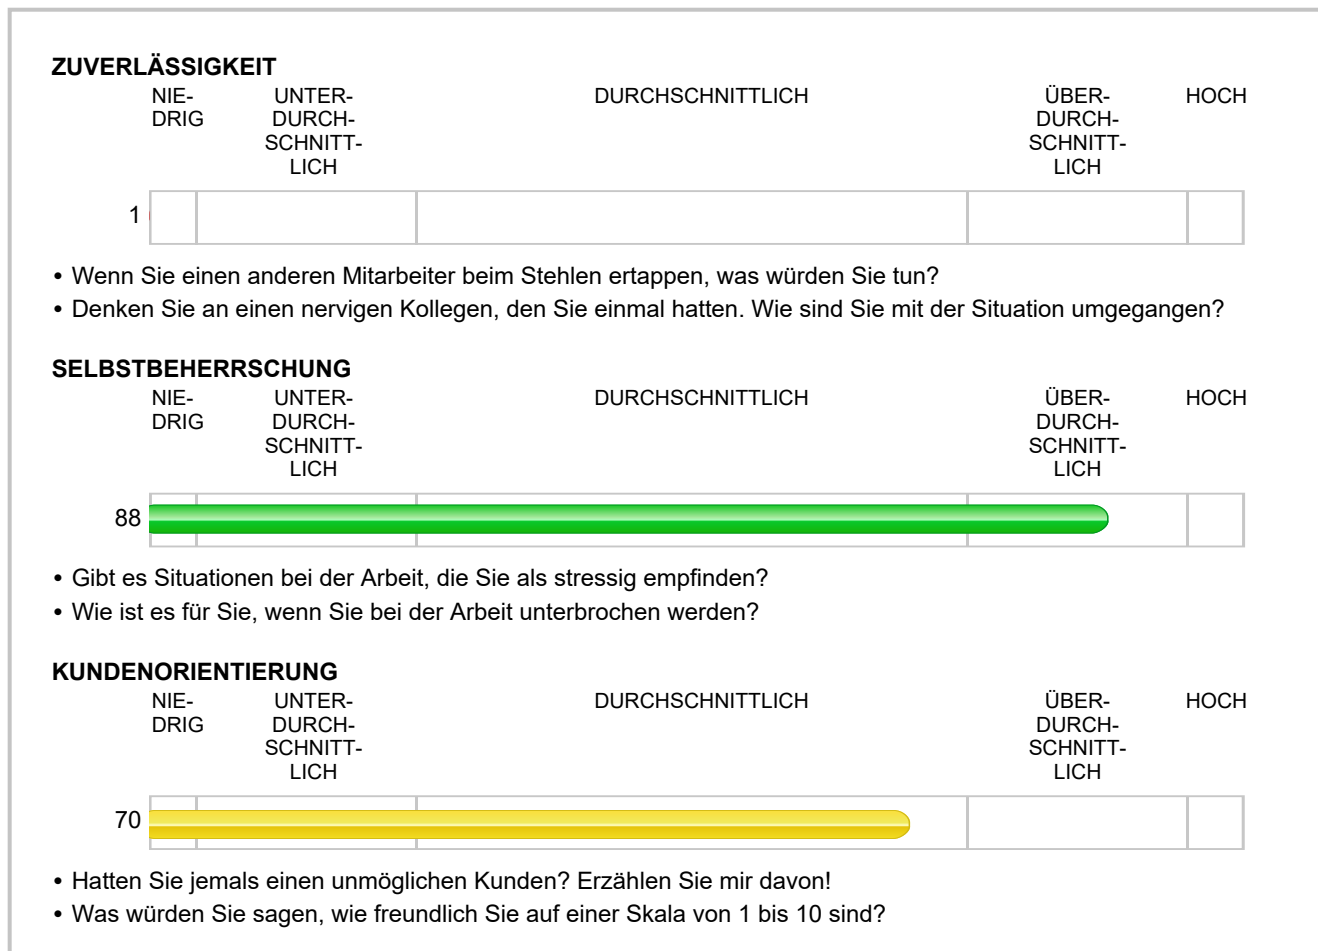 ZUVERLÄSSIGKEIT
NIE-
DRIG
UNTER-
DURCH-
SCHNITT-
LICH
DURCHSCHNITTLICH
ÜBER-
DURCH-
SCHNITT-
LICH
HOCH
1
• Wenn Sie einen anderen Mitarbeiter beim Stehlen ertappen, was würden Sie tun?
• Denken Sie an einen nervigen Kollegen, den Sie einmal hatten. Wie sind Sie mit der Situation umgegangen?
SELBSTBEHERRSCHUNG
NIE-
DRIG
UNTER-
DURCH-
SCHNITT-
LICH
DURCHSCHNITTLICH
ÜBER-
DURCH-
SCHNITT-
LICH
HOCH
88
• Gibt es Situationen bei der Arbeit, die Sie als stressig empfinden?
• Wie ist es für Sie, wenn Sie bei der Arbeit unterbrochen werden?
KUNDENORIENTIERUNG
NIE-
DRIG
UNTER-
DURCH-
SCHNITT-
LICH
DURCHSCHNITTLICH
ÜBER-
DURCH-
SCHNITT-
LICH
HOCH
70
• Hatten Sie jemals einen unmöglichen Kunden? Erzählen Sie mir davon!
• Was würden Sie sagen, wie freundlich Sie auf einer Skala von 1 bis 10 sind?